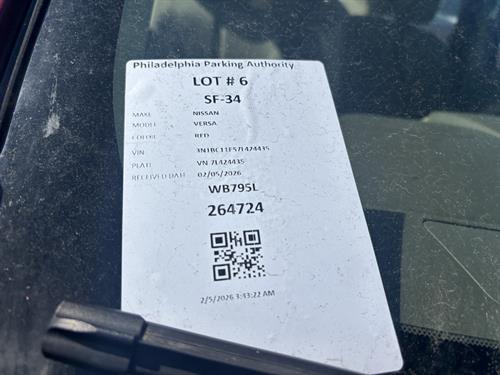 Philadelphia Parking Authority
LOT # 6
SF-34
MAKE NISSAN
MODEL VERSA
COLOR RED
VIN 3N1BC11E57L424435
PLATE VN 7L424435
RECEIVED DATE 02/05/2026
WB795L
264724
2/5/2026 3:43:22 AM